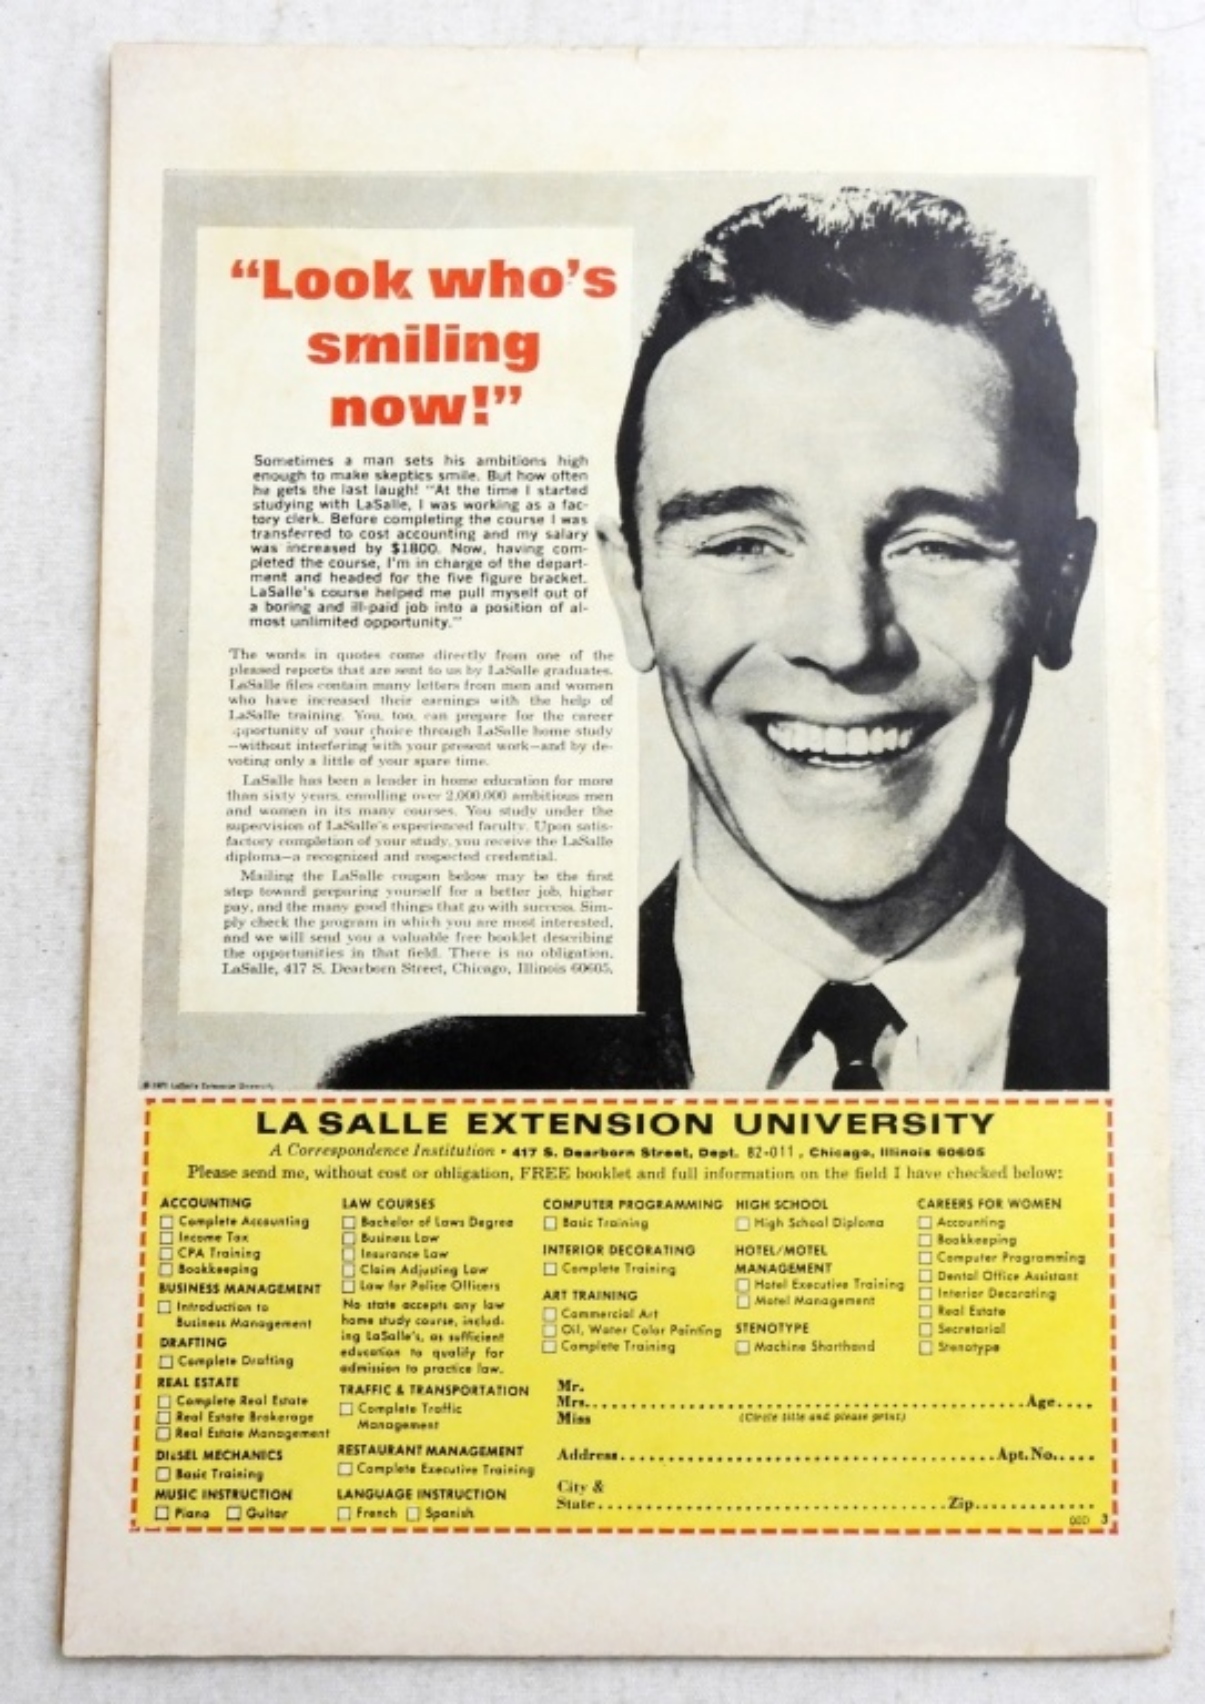 “Look who’s
smiling
now!”
Sometimes a man sets his ambitions high
enough to make skeptics smile. But how often
he gets the last laugh! “At the time I started
studying with LaSalle, I was working as a fac-
tory clerk. Before completing the course I was
transferred to cost accounting and my salary
was increased by $1800. Now, having com-
pleted the course, I’m in charge of the depart-
ment and headed for the five figure bracket.
LaSalle’s course helped me pull myself out of
a boring and ill-paid job into a position of al-
most unlimited opportunity.”
The words in quotes come directly from one of the
pleased reports that are sent to us by LaSalle graduates.
LaSalle files contain many letters from men and women
who have increased their earnings with the help of
LaSalle training. You, too, can prepare for the career
opportunity of your choice through LaSalle home study
—without interfering with your present work—and by de-
voting only a little of your spare time.
LaSalle has been a leader in home education for more
than sixty years, enrolling over 2,000,000 ambitious men
and women in its many courses. You study under the
supervision of LaSalle’s experienced faculty. Upon satis-
factory completion of your study, you receive the LaSalle
diploma—a recognized and respected credential.
Mailing the LaSalle coupon below may be the first
step toward preparing yourself for a better job, higher
pay, and the many good things that go with success. Sim-
ply check the program in which you are most interested,
and we will send you a valuable free booklet describing
the opportunities in that field. There is no obligation.
LaSalle, 417 S. Dearborn Street, Chicago, Illinois 60605.
LaSalle Extension University
LA SALLE EXTENSION UNIVERSITY
A Correspondence Institution • 417 S. Dearborn Street, Dept. 82-011, Chicago, Illinois 60605
Please send me, without cost or obligation, FREE booklet and full information on the field I have checked below:
ACCOUNTING
Complete Accounting
Income Tax
CPA Training
Bookkeeping
BUSINESS MANAGEMENT
Introduction to
Business Management
DRAFTING
Complete Drafting
REAL ESTATE
Complete Real Estate
Real Estate Brokerage
Real Estate Management
DIESEL MECHANICS
Basic Training
MUSIC INSTRUCTION
Piano Guitar
LAW COURSES
Bachelor of Laws Degree
Business Law
Insurance Law
Claim Adjusting Law
Law for Police Officers
No state accepts any law
home study course, includ-
ing LaSalle’s, as sufficient
education to qualify for
admission to practice law.
TRAFFIC & TRANSPORTATION
Complete Traffic
Management
RESTAURANT MANAGEMENT
Complete Executive Training
LANGUAGE INSTRUCTION
French Spanish
COMPUTER PROGRAMMING
Basic Training
INTERIOR DECORATING
Complete Training
ART TRAINING
Commercial Art
Oil, Water Color Painting
Complete Training
HIGH SCHOOL
High School Diploma
HOTEL/MOTEL
MANAGEMENT
Hotel Executive Training
Motel Management
STENOTYPE
Machine Shorthand
CAREERS FOR WOMEN
Accounting
Bookkeeping
Computer Programming
Dental Office Assistant
Interior Decorating
Real Estate
Secretarial
Stenotype
Mr.
Mrs. Age
Miss (Circle title and please print)
Address Apt. No.
City &
State Zip
3